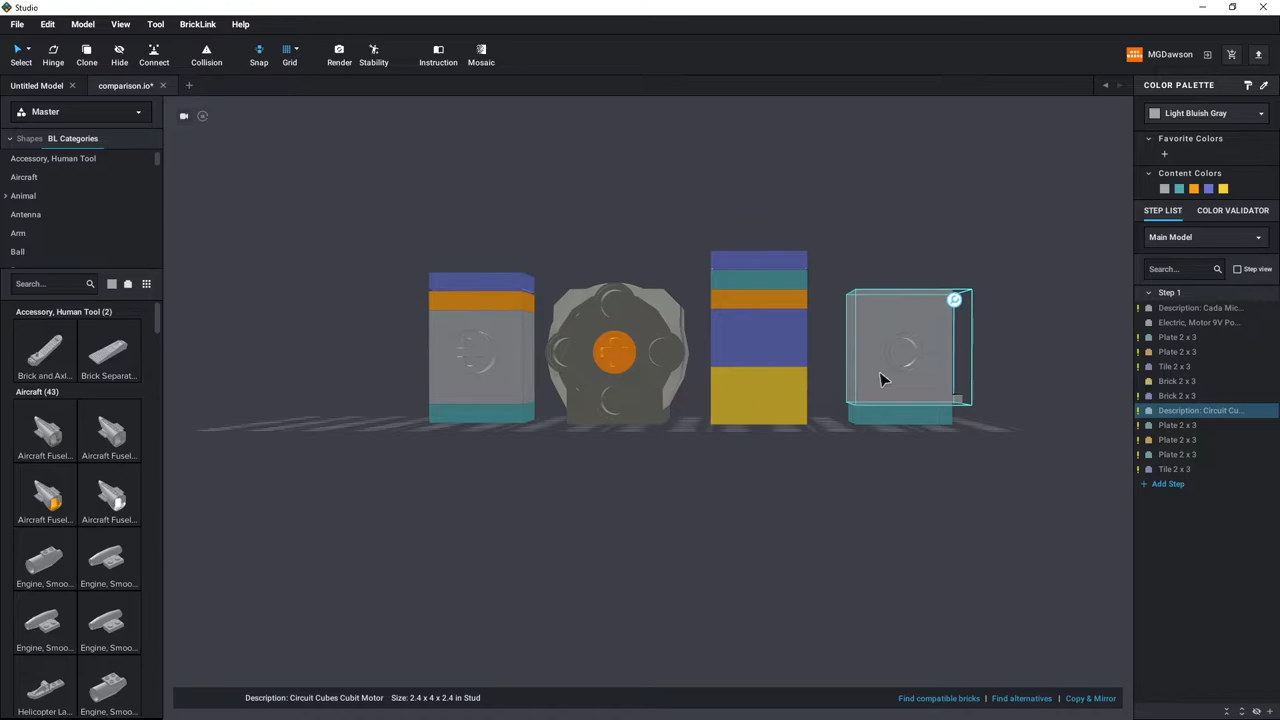 Studio
File Edit Model View Tool BrickLink Help
Select Hinge Clone Hide Connect Collision Snap Grid Render Stability Instruction Mosaic
MGDawson
Untitled Model comparison.io*
Master
Shapes BL Categories
Accessory, Human Tool
Aircraft
Animal
Antenna
Arm
Ball
Search...
Accessory, Human Tool (2)
Brick and Axl... Brick Separat...
Aircraft (43)
Aircraft Fusel... Aircraft Fusel...
Aircraft Fusel... Aircraft Fusel...
Engine, Smoo... Engine, Smoo...
Engine, Smoo... Engine, Smoo...
Helicopter La... Engine, Smoo...
COLOR PALETTE
Light Bluish Gray
Favorite Colors
Content Colors
STEP LIST COLOR VALIDATOR
Main Model
Search... Step view
Step 1
Description: Cada Mic...
Electric, Motor 9V Po...
Plate 2 x 3
Plate 2 x 3
Tile 2 x 3
Brick 2 x 3
Brick 2 x 3
Description: Circuit Cu...
Plate 2 x 3
Plate 2 x 3
Plate 2 x 3
Tile 2 x 3
+ Add Step
Description: Circuit Cubes Cubit Motor Size: 2.4 x 4 x 2.4 in Stud
Find compatible bricks | Find alternatives | Copy & Mirror